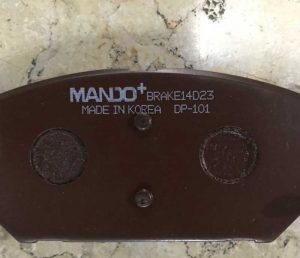 MANDO+ BRAKE14D23
MADE IN KOREA DP-101